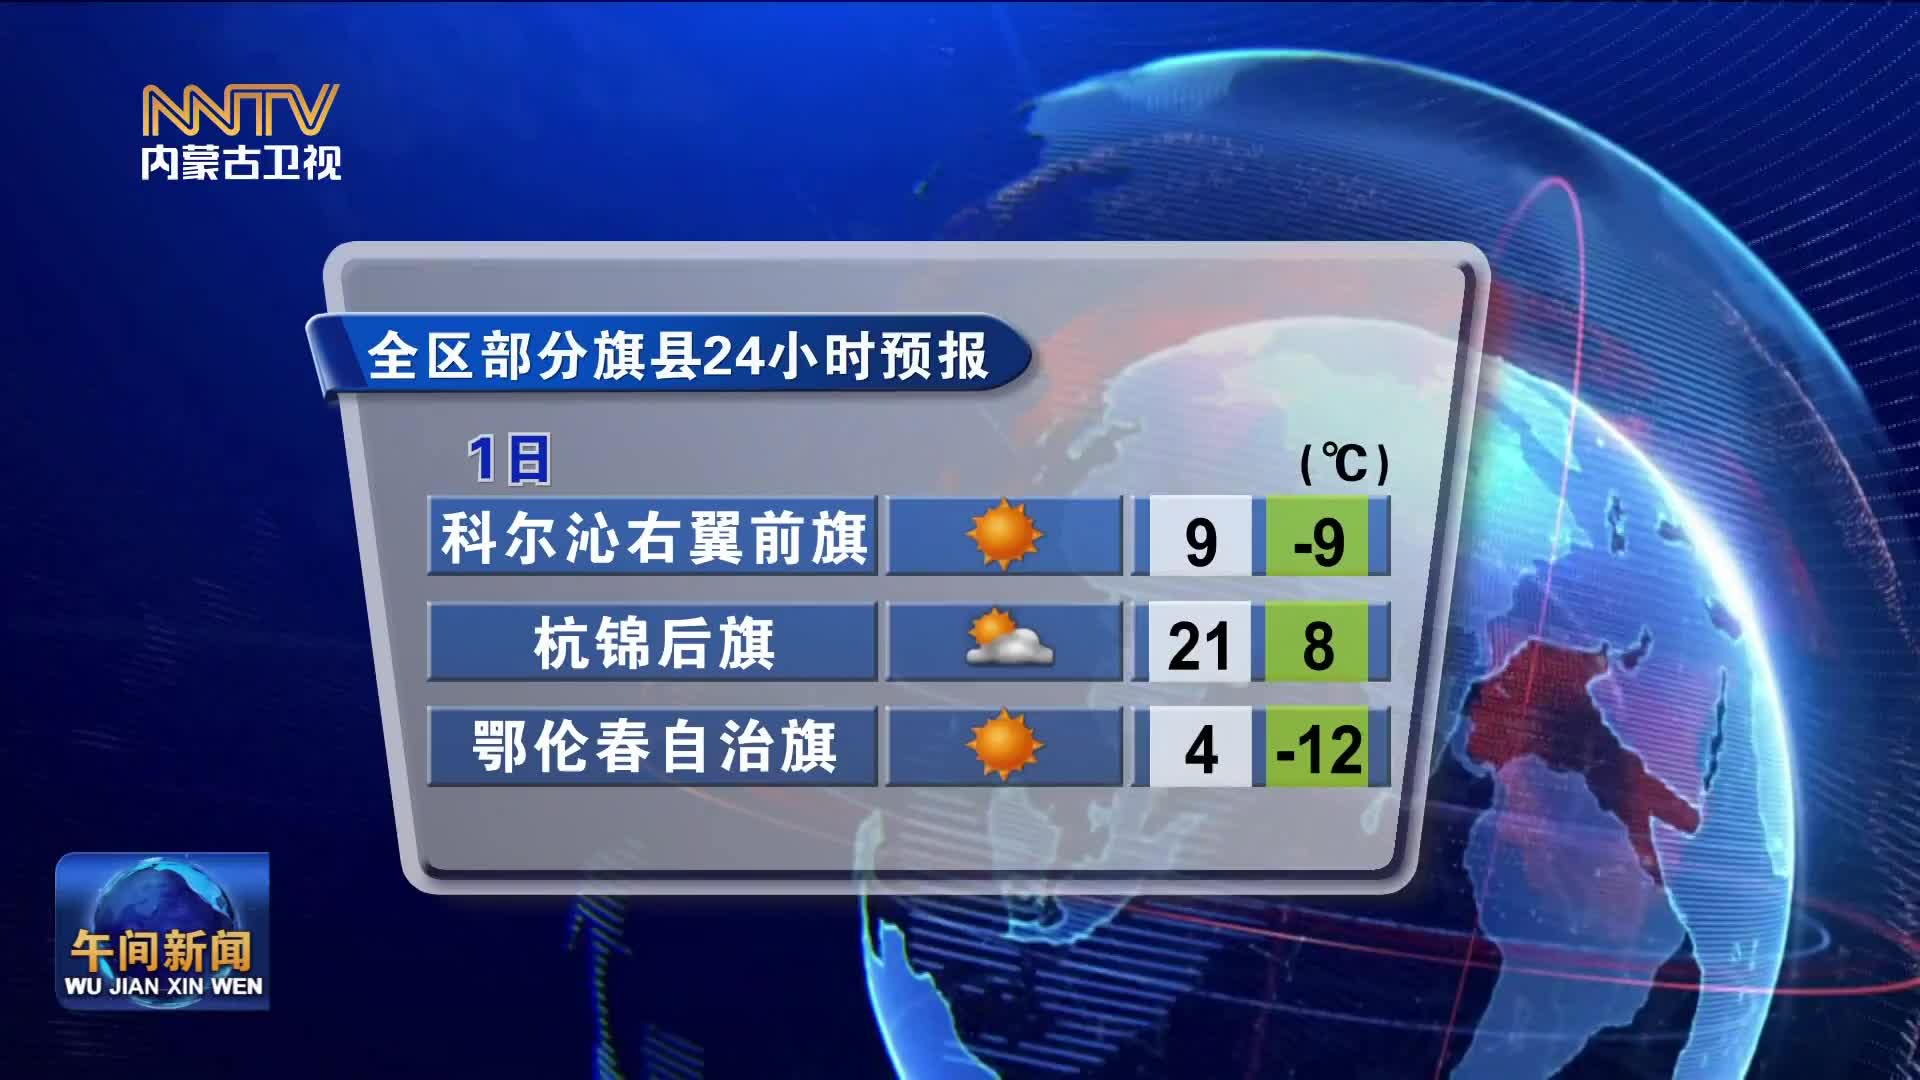 NNTV
内蒙古卫视
全区部分旗县24小时预报
1日 (℃)
科尔沁右翼前旗 9 -9
杭锦后旗 21 8
鄂伦春自治旗 4 -12
午间新闻
WU JIAN XIN WEN